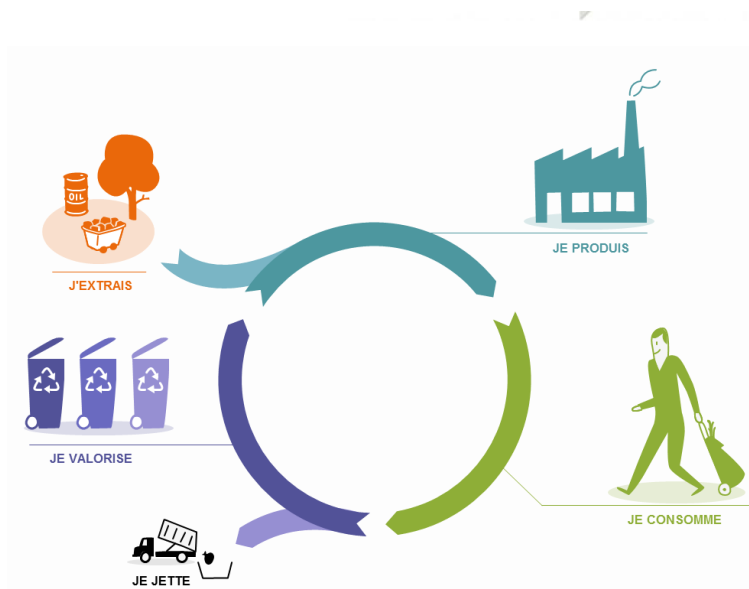 JE PRODUIS
OIL
J'EXTRAIS
JE VALORISE
JE CONSOMME
JE JETTE